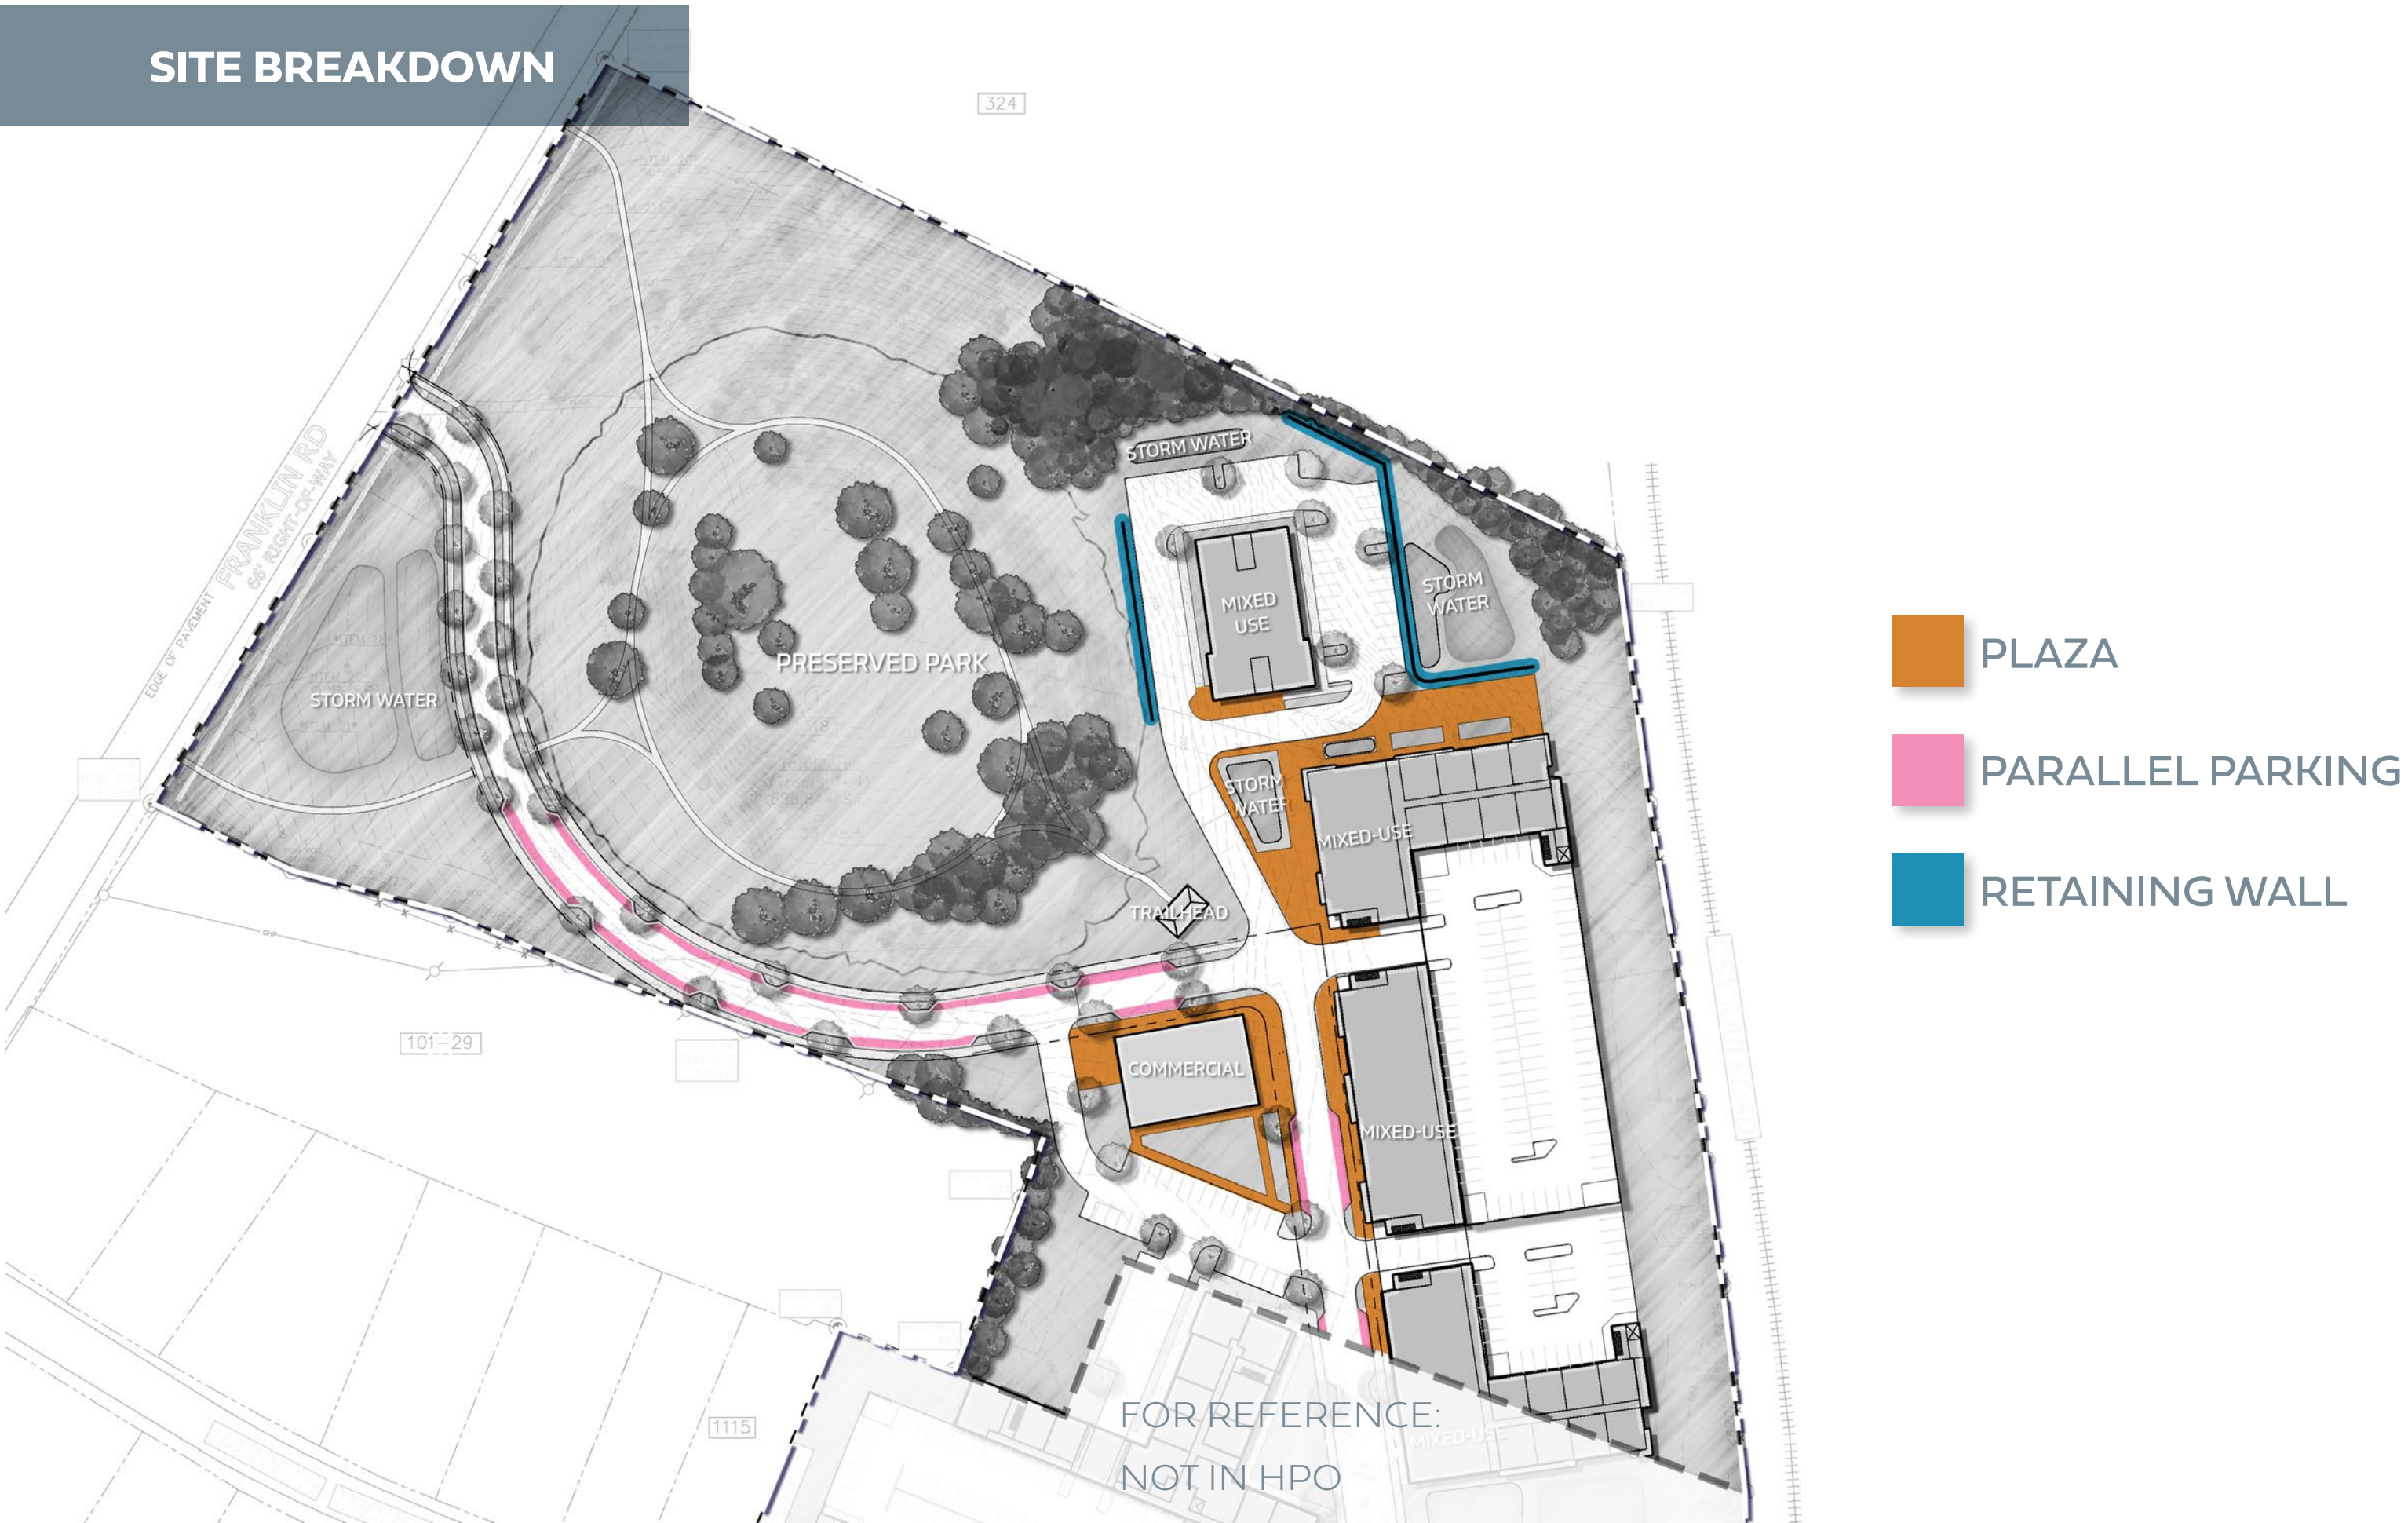 SITE BREAKDOWN
324
FRANKLIN RD
66' RIGHT-OF-WAY
EDGE OF PAVEMENT
STORM WATER
STORM
WATER
MIXED
USE
PRESERVED PARK
STORM WATER
STORM
WATER
MIXED-USE
TRAILHEAD
COMMERCIAL
MIXED-USE
101-29
1115
MIXED-USE
FOR REFERENCE:
NOT IN HPO
PLAZA
PARALLEL PARKING
RETAINING WALL